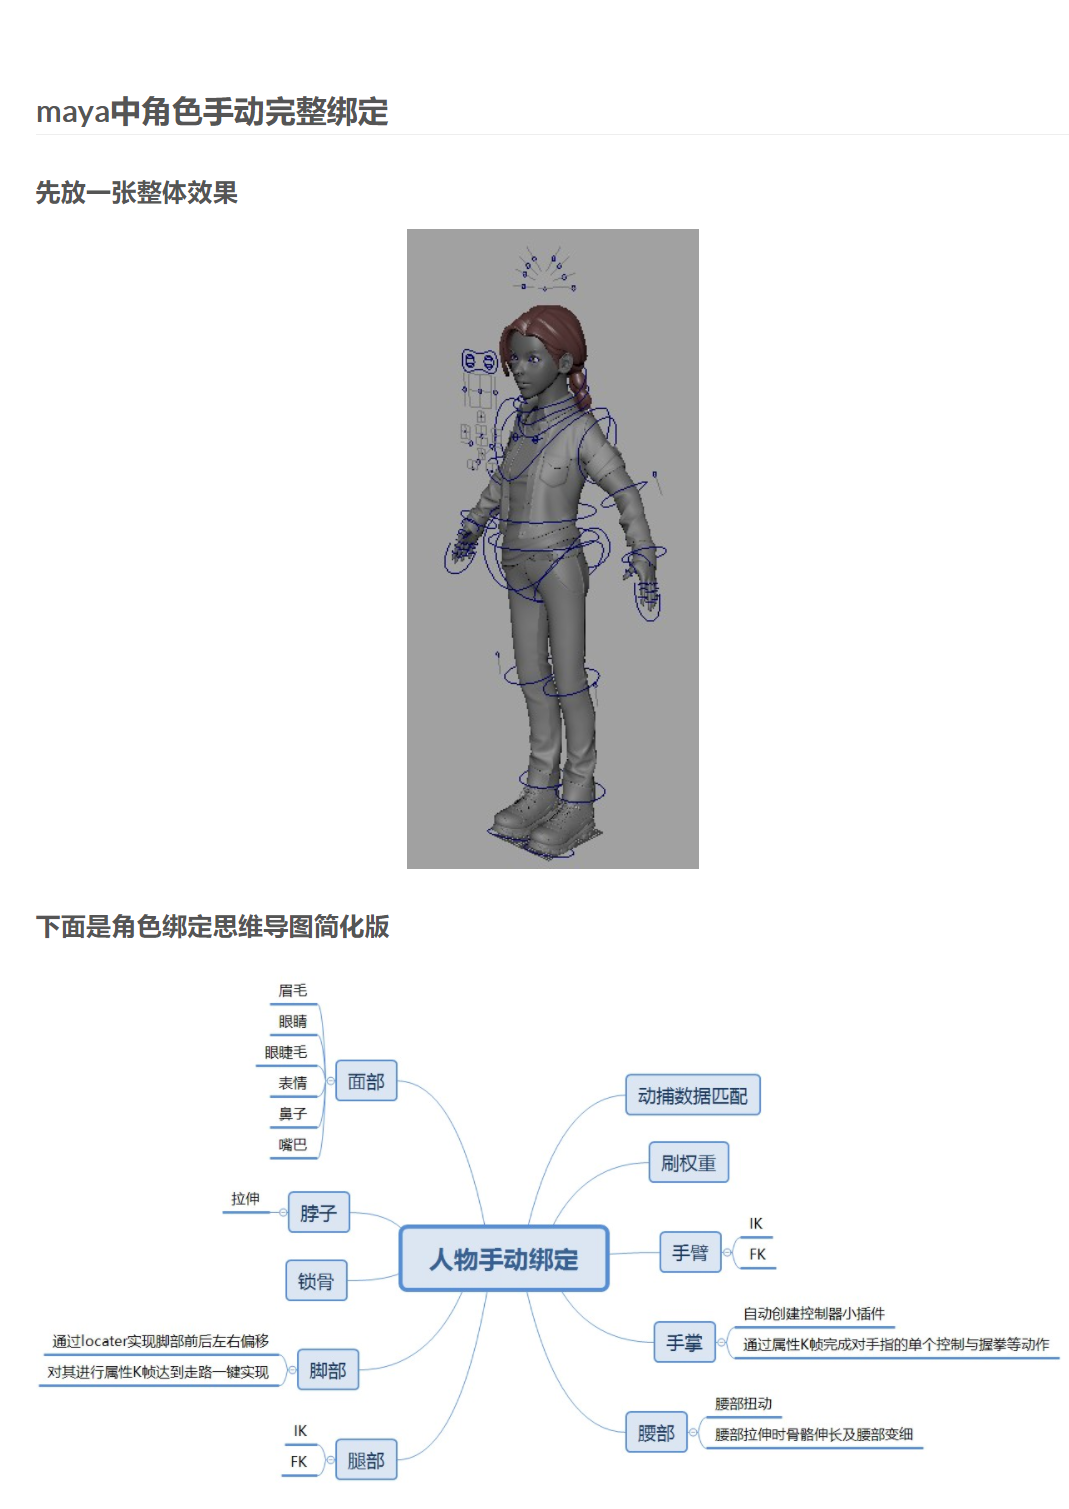 maya中角色手动完整绑定
先放一张整体效果
下面是角色绑定思维导图简化版
眉毛
眼睛
眼睫毛
表情
鼻子
嘴巴
面部
拉伸
脖子
锁骨
通过locater实现脚部前后左右偏移
对其进行属性K帧达到走路一键实现
脚部
IK
FK
腿部
人物手动绑定
动捕数据匹配
刷权重
手臂
IK
FK
手掌
自动创建控制器小插件
通过属性K帧完成对手指的单个控制与握拳等动作
腰部
腰部扭动
腰部拉伸时骨骼伸长及腰部变细